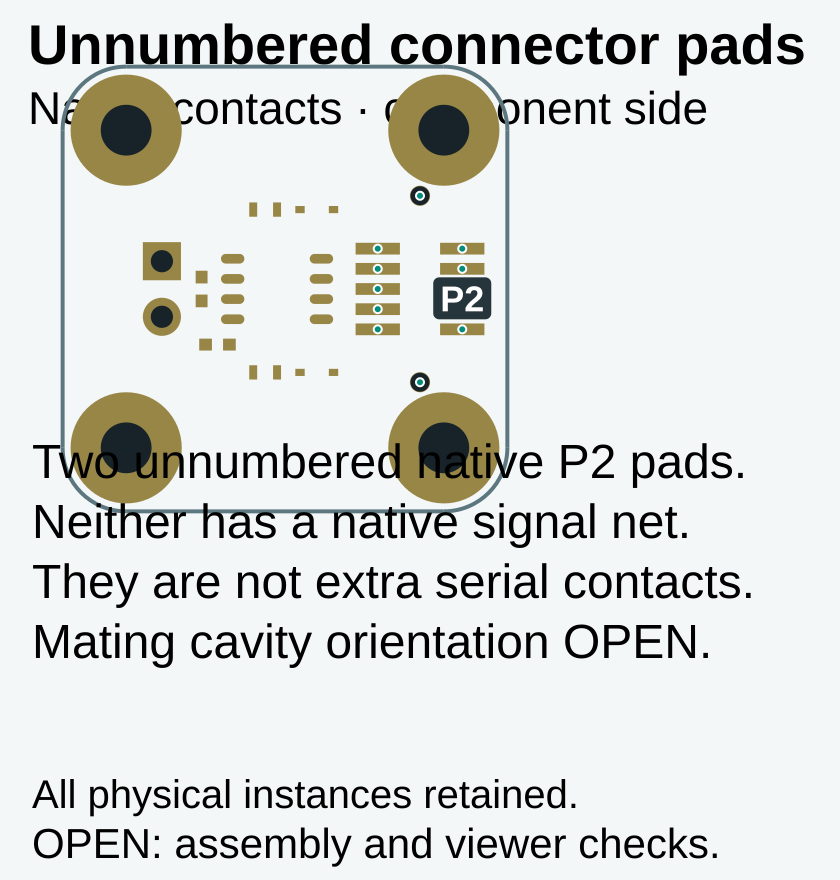 Unnumbered connector pads
contacts · side
P2
Two unnumbered native P2 pads.
Neither has a native signal net.
They are not extra serial contacts.
Mating cavity orientation OPEN.
All physical instances retained.
OPEN: assembly and viewer checks.